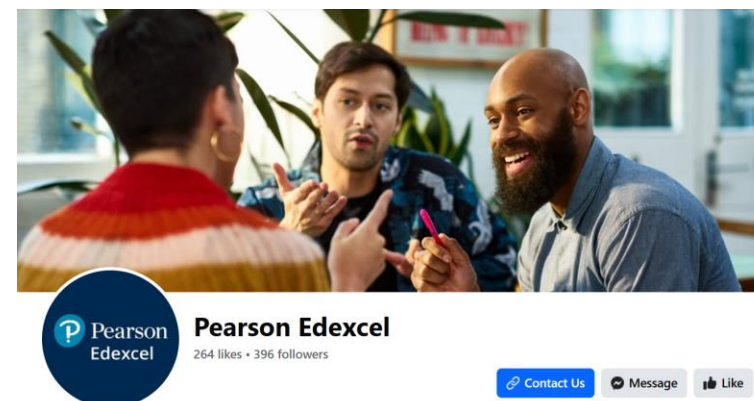 Pearson
Edexcel
Pearson Edexcel
264 likes • 396 followers
Contact Us
Message
Like